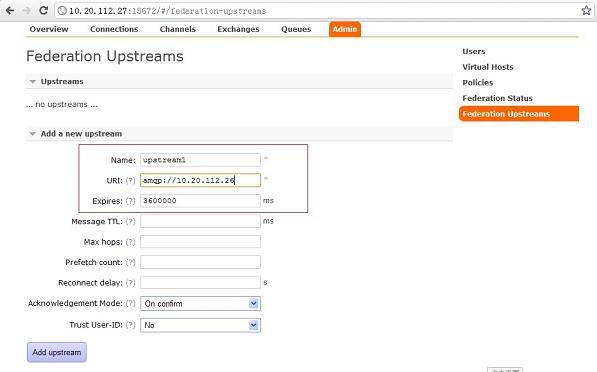 10.20.112.27:15672/#/federation-upstreams
Overview Connections Channels Exchanges Queues Admin
Federation Upstreams
Users
Virtual Hosts
Policies
Federation Status
Federation Upstreams
Upstreams
... no upstreams ...
Add a new upstream
Name: upstream1 *
URI: (?) amqp://10.20.112.26 *
Expires: (?) 3600000 ms
Message TTL: (?) ms
Max hops: (?)
Prefetch count: (?)
Reconnect delay: (?) s
Acknowledgement Mode: (?) On confirm
Trust User-ID: (?) No
Add upstream